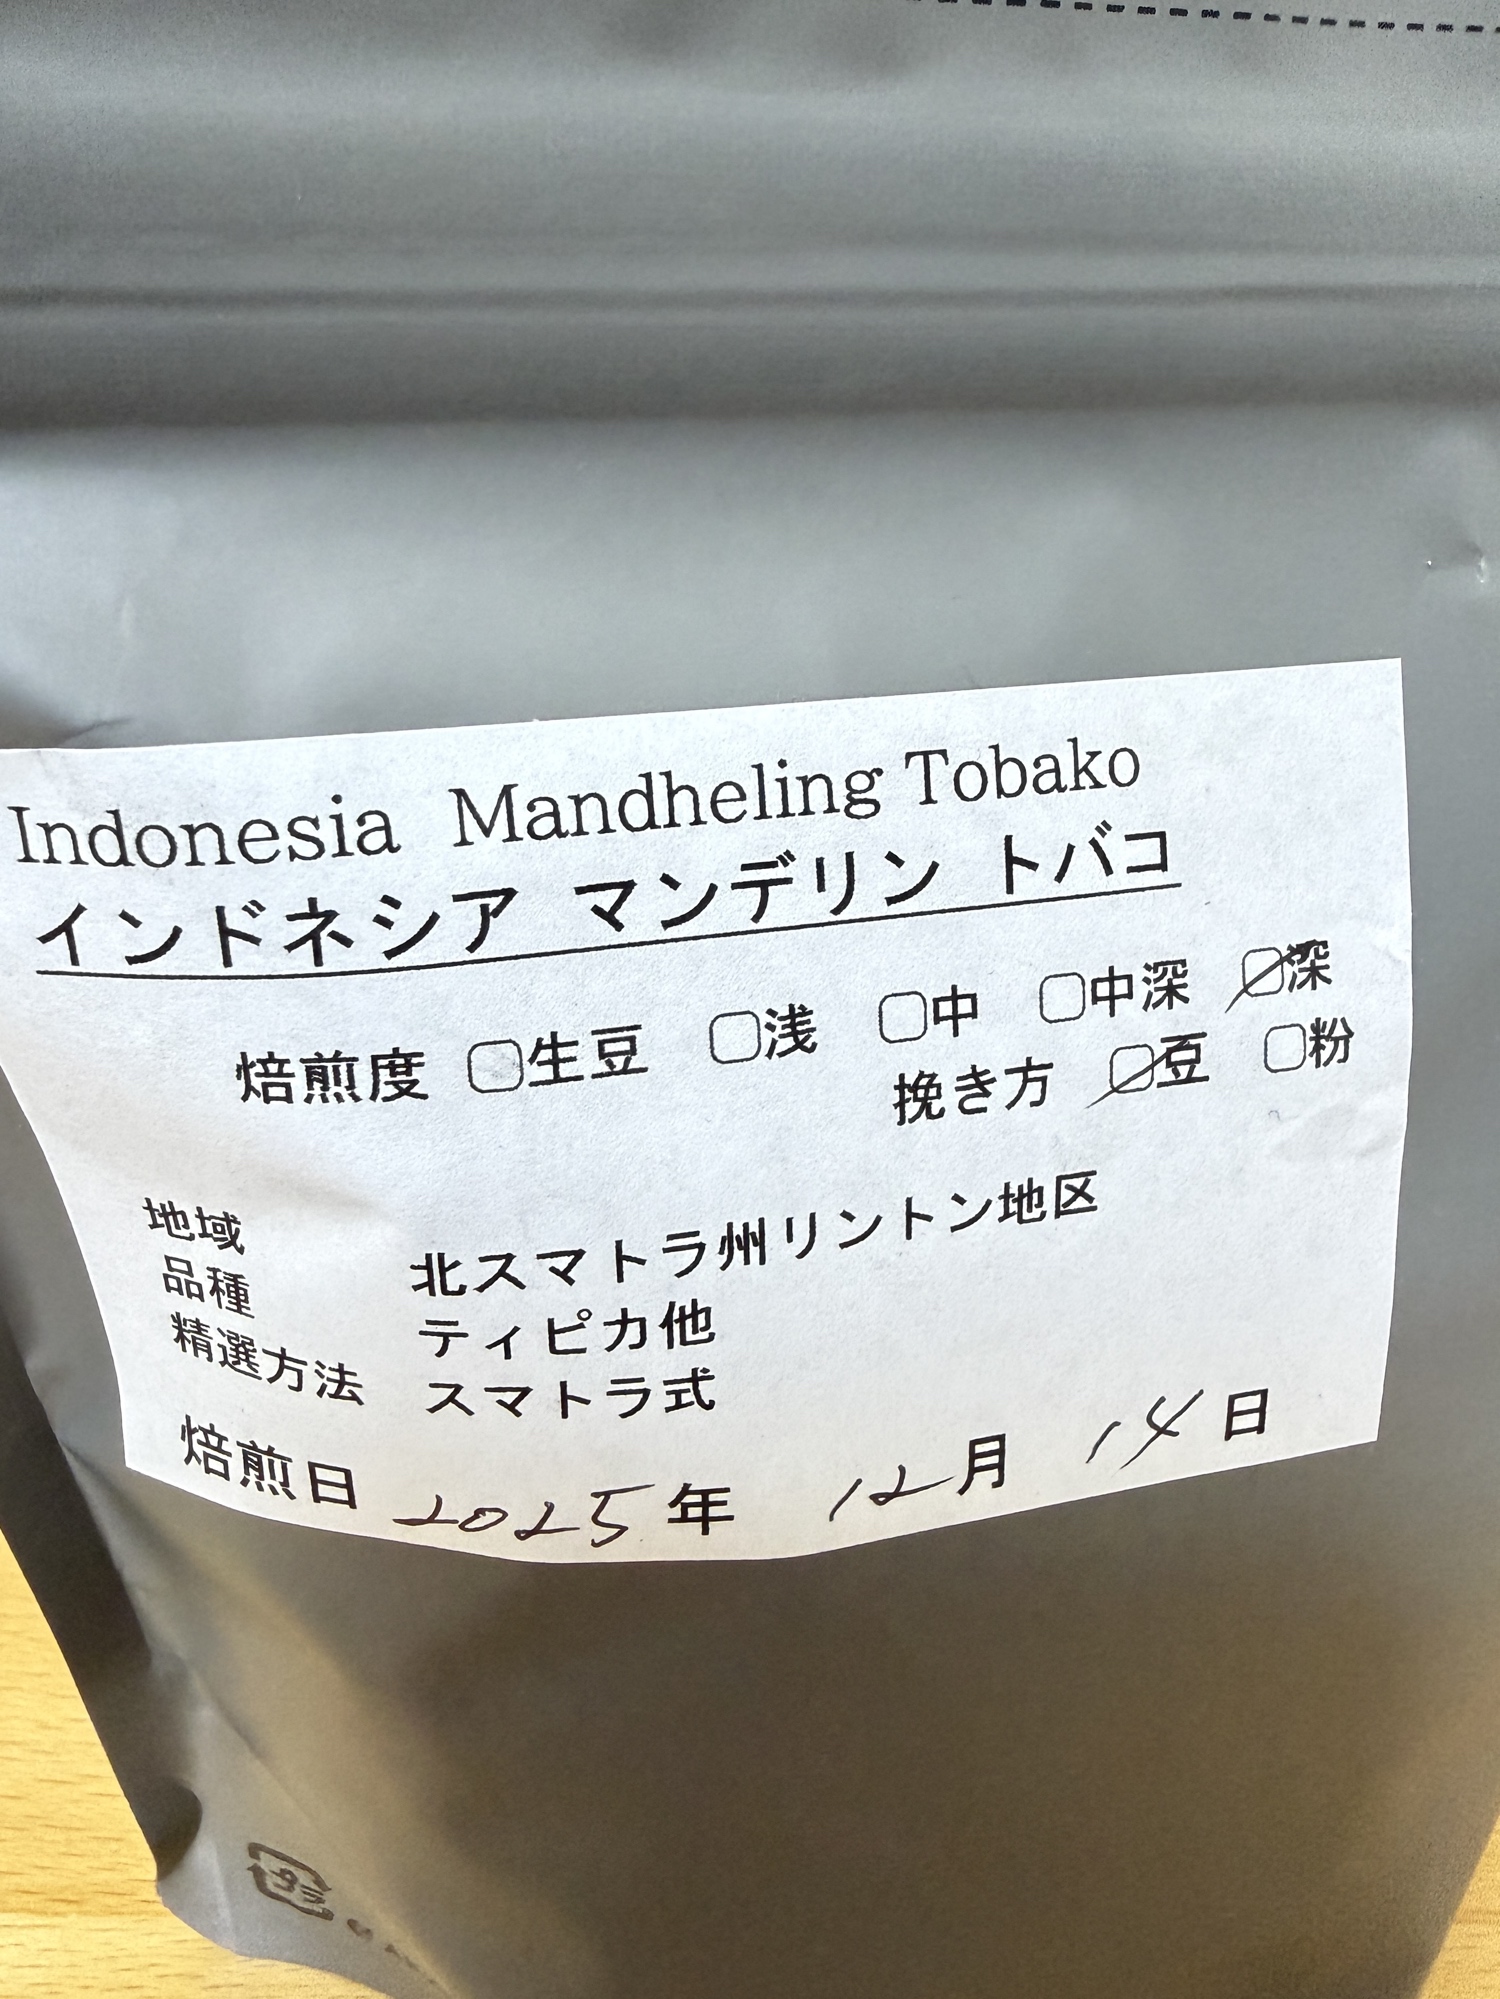 Indonesia Mandheling Tobako
インドネシア マンデリン トバコ
焙煎度 □生豆 □浅 □中 □中深 ☑深
挽き方 ☑豆 □粉
地域 北スマトラ州リントン地区
品種 ティピカ他
精選方法 スマトラ式
焙煎日 2025年 12月 14日
プラ